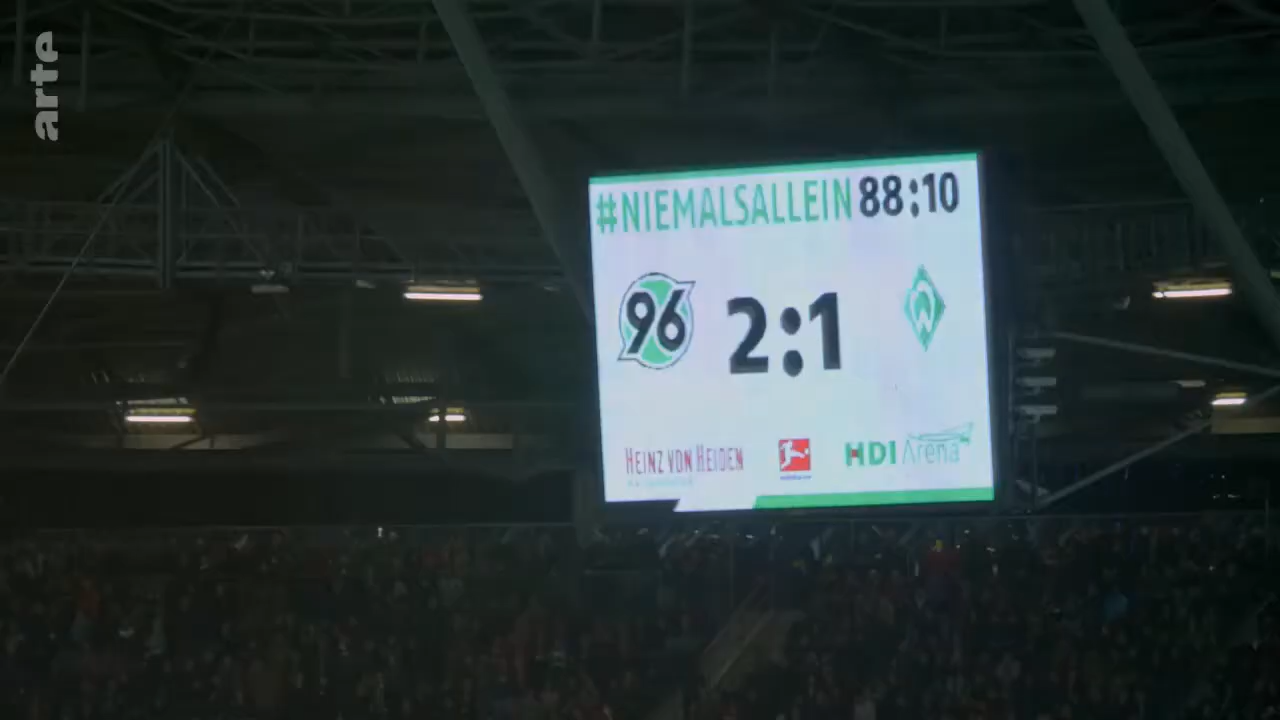 arte
#NIEMALSALLEIN 88:10
96 2:1 W
HEINZ VON HEIDEN
HDI Arena